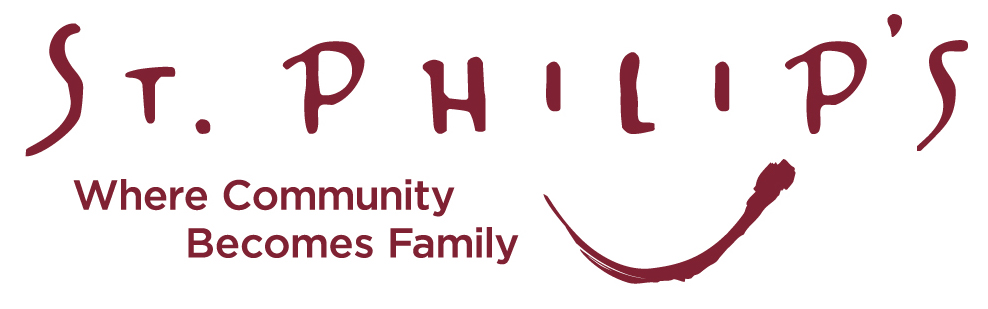 ST. PHILIP'S
Where Community
Becomes Family